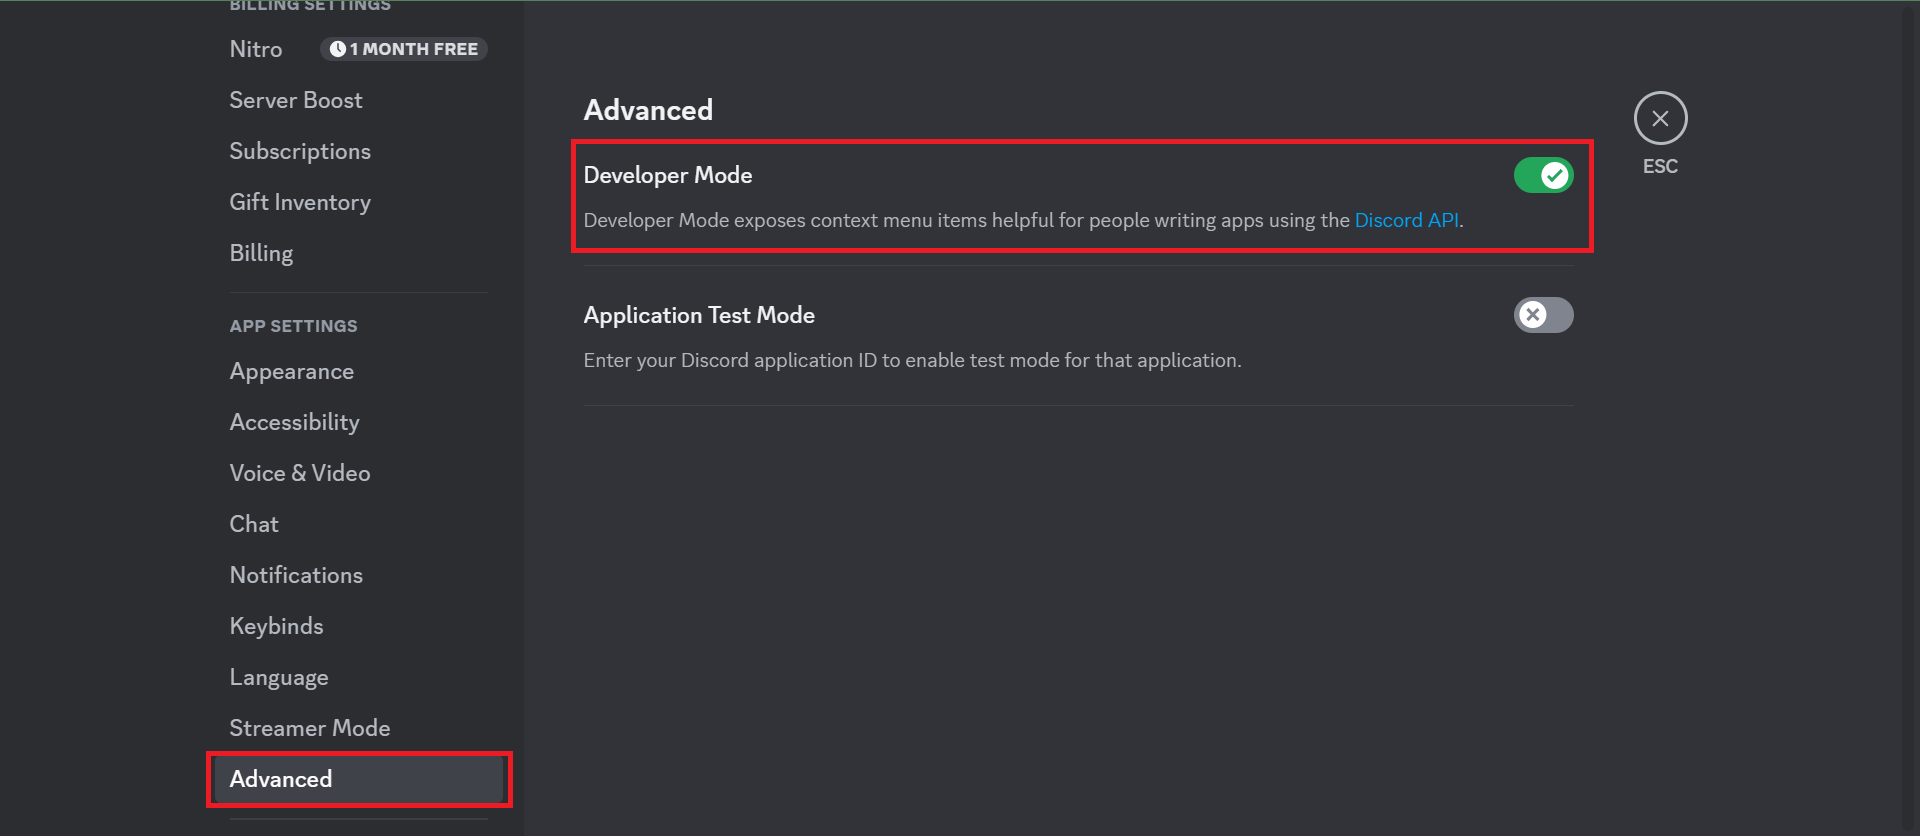 BILLING SETTINGS
Nitro
1 MONTH FREE
Server Boost
Subscriptions
Gift Inventory
Billing
APP SETTINGS
Appearance
Accessibility
Voice & Video
Chat
Notifications
Keybinds
Language
Streamer Mode
Advanced
Advanced
Developer Mode
Developer Mode exposes context menu items helpful for people writing apps using the Discord API.
Application Test Mode
Enter your Discord application ID to enable test mode for that application.
ESC